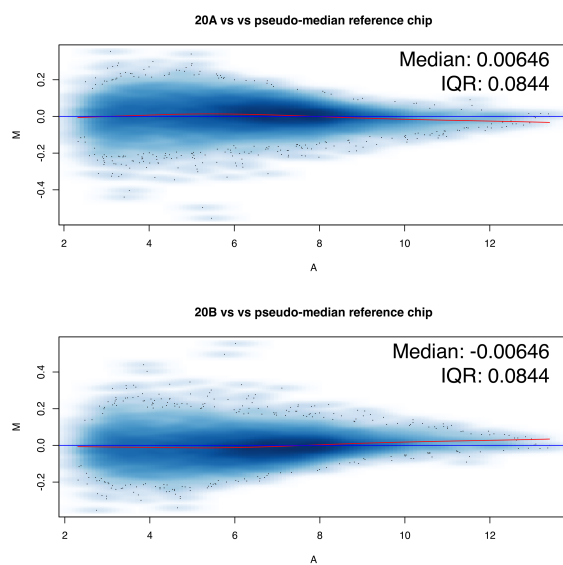 20A vs vs pseudo-median reference chip
Median: 0.00646
IQR: 0.0844
0.2
0.0
-0.2
-0.4
M
2 4 6 8 10 12
A
20B vs vs pseudo-median reference chip
Median: -0.00646
IQR: 0.0844
0.4
0.2
0.0
-0.2
M
2 4 6 8 10 12
A